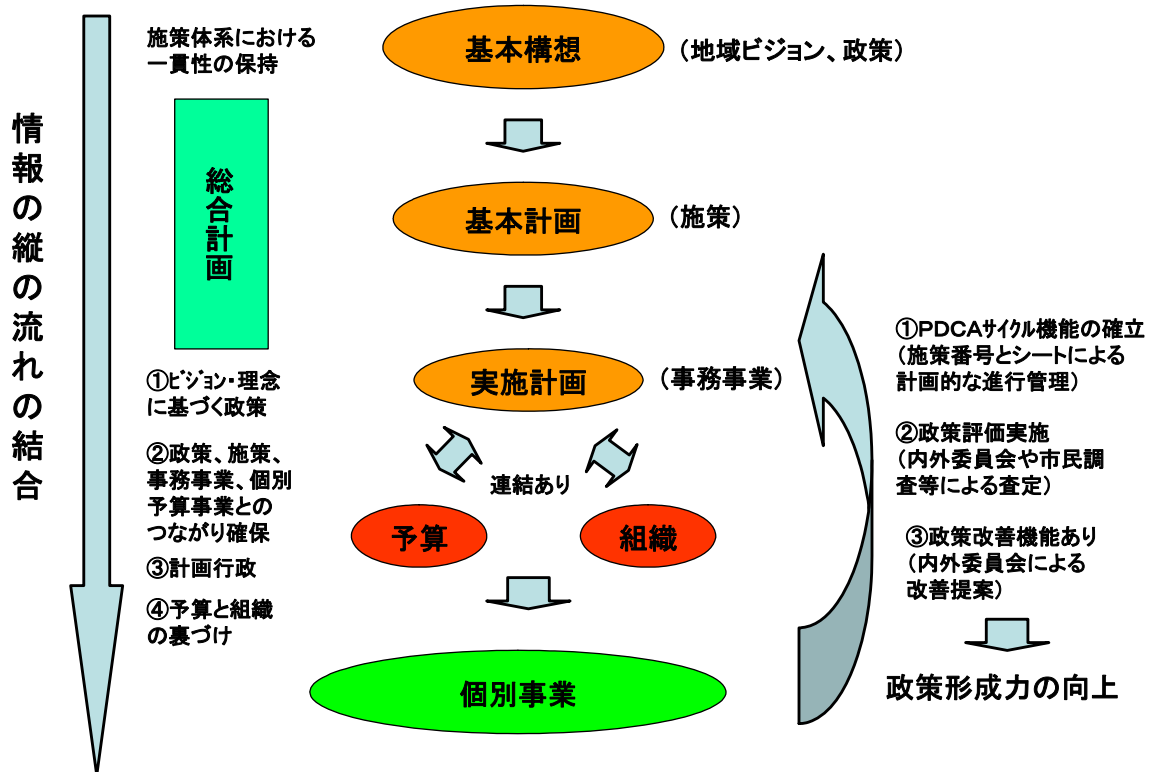 情報の縦の流れの結合
施策体系における
一貫性の保持
総合計画
①ﾋﾞｼﾞｮﾝ・理念
に基づく政策
②政策、施策、
事務事業、個別
予算事業との
つながり確保
③計画行政
④予算と組織
の裏づけ
基本構想
（地域ビジョン、政策）
基本計画
（施策）
実施計画
（事務事業）
連結あり
予算
組織
個別事業
①PDCAｻｲｸﾙ機能の確立
（施策番号とシートによる
計画的な進行管理）
②政策評価実施
（内外委員会や市民調
査等による査定）
③政策改善機能あり
（内外委員会による
改善提案）
政策形成力の向上